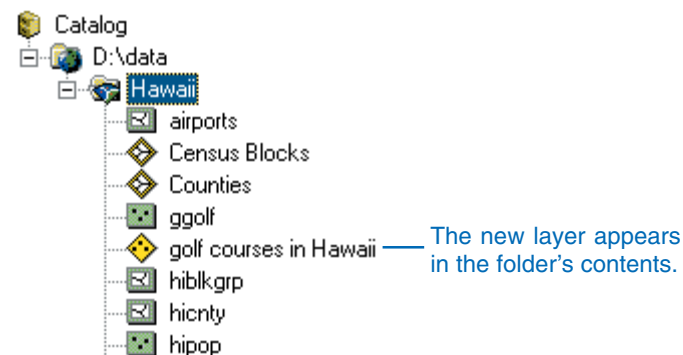 Catalog
D:\data
Hawaii
airports
Census Blocks
Counties
ggolf
golf courses in Hawaii
The new layer appears
in the folder’s contents.
hiblkgrp
hicnty
hipop